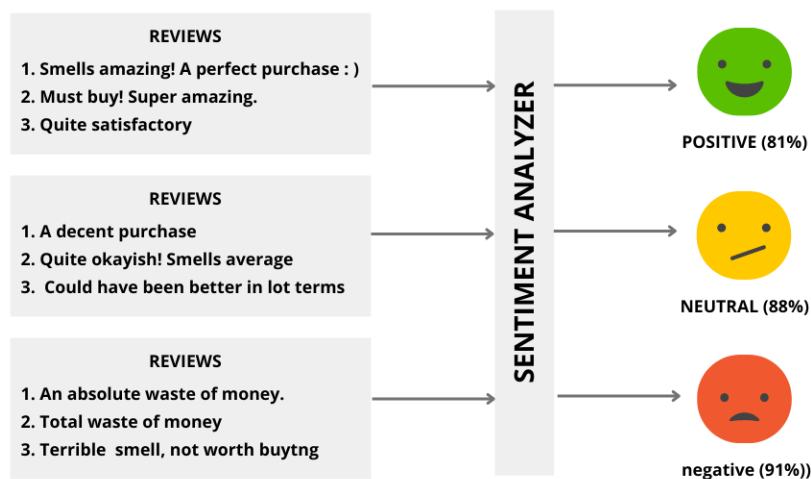 REVIEWS
1. Smells amazing! A perfect purchase : )
2. Must buy! Super amazing.
3. Quite satisfactory
REVIEWS
1. A decent purchase
2. Quite okayish! Smells average
3. Could have been better in lot terms
REVIEWS
1. An absolute waste of money.
2. Total waste of money
3. Terrible smell, not worth buytng
SENTIMENT ANALYZER
POSITIVE (81%)
NEUTRAL (88%)
negative (91%))